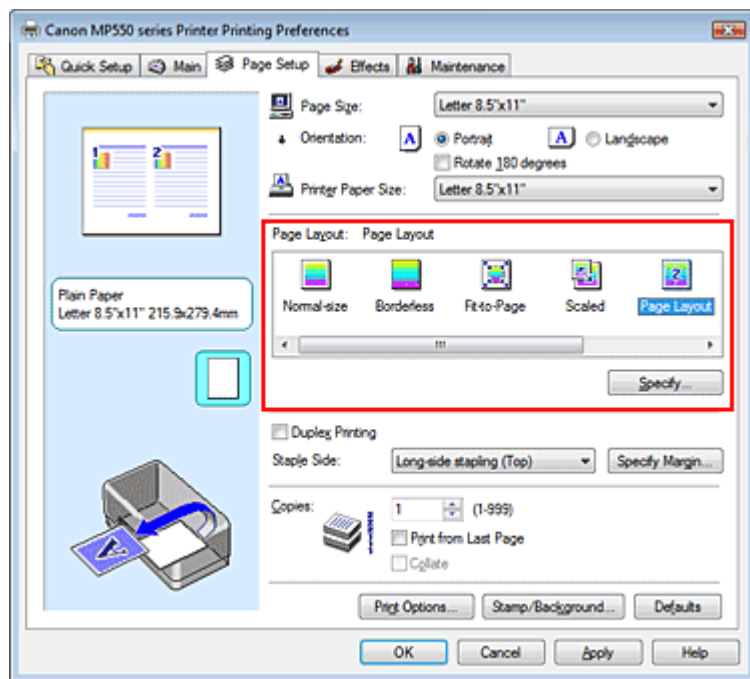 Canon MP550 series Printer Printing Preferences
Quick Setup Main Page Setup Effects Maintenance
Page Size: Letter 8.5"x11"
Orientation: A Portrait A Landscape
Rotate 180 degrees
Printer Paper Size: Letter 8.5"x11"
1 2
Page Layout: Page Layout
Normal-size Borderless Fit-to-Page Scaled Page Layout
Plain Paper
Letter 8.5"x11" 215.9x279.4mm
Specify...
Duplex Printing
Staple Side: Long-side stapling (Top) Specify Margin...
Copies: 1 (1-999)
Print from Last Page
Collate
Print Options... Stamp/Background... Defaults
OK Cancel Apply Help